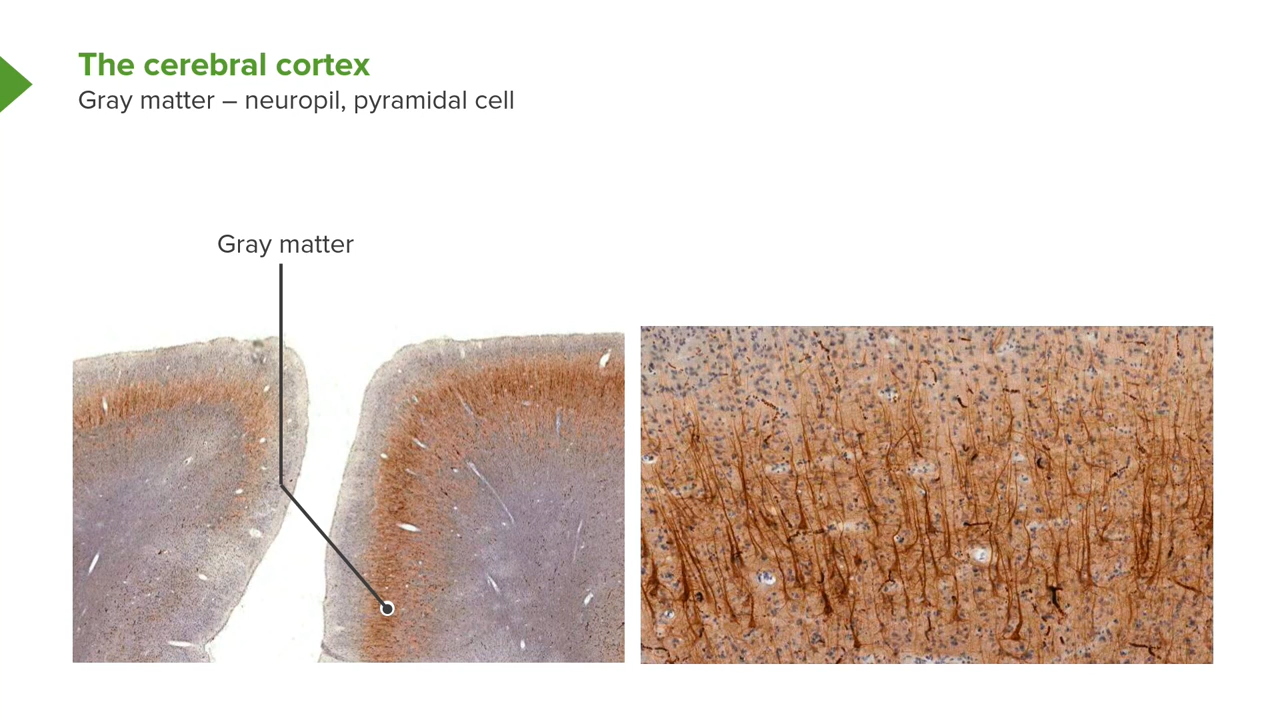 The cerebral cortex
Gray matter – neuropil, pyramidal cell
Gray matter